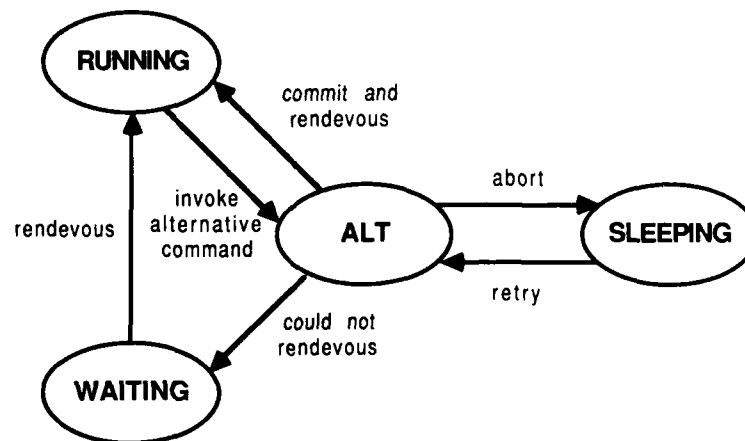 RUNNING
commit and
rendevous
invoke
alternative
command
rendevous
ALT
abort
SLEEPING
retry
could not
rendevous
WAITING